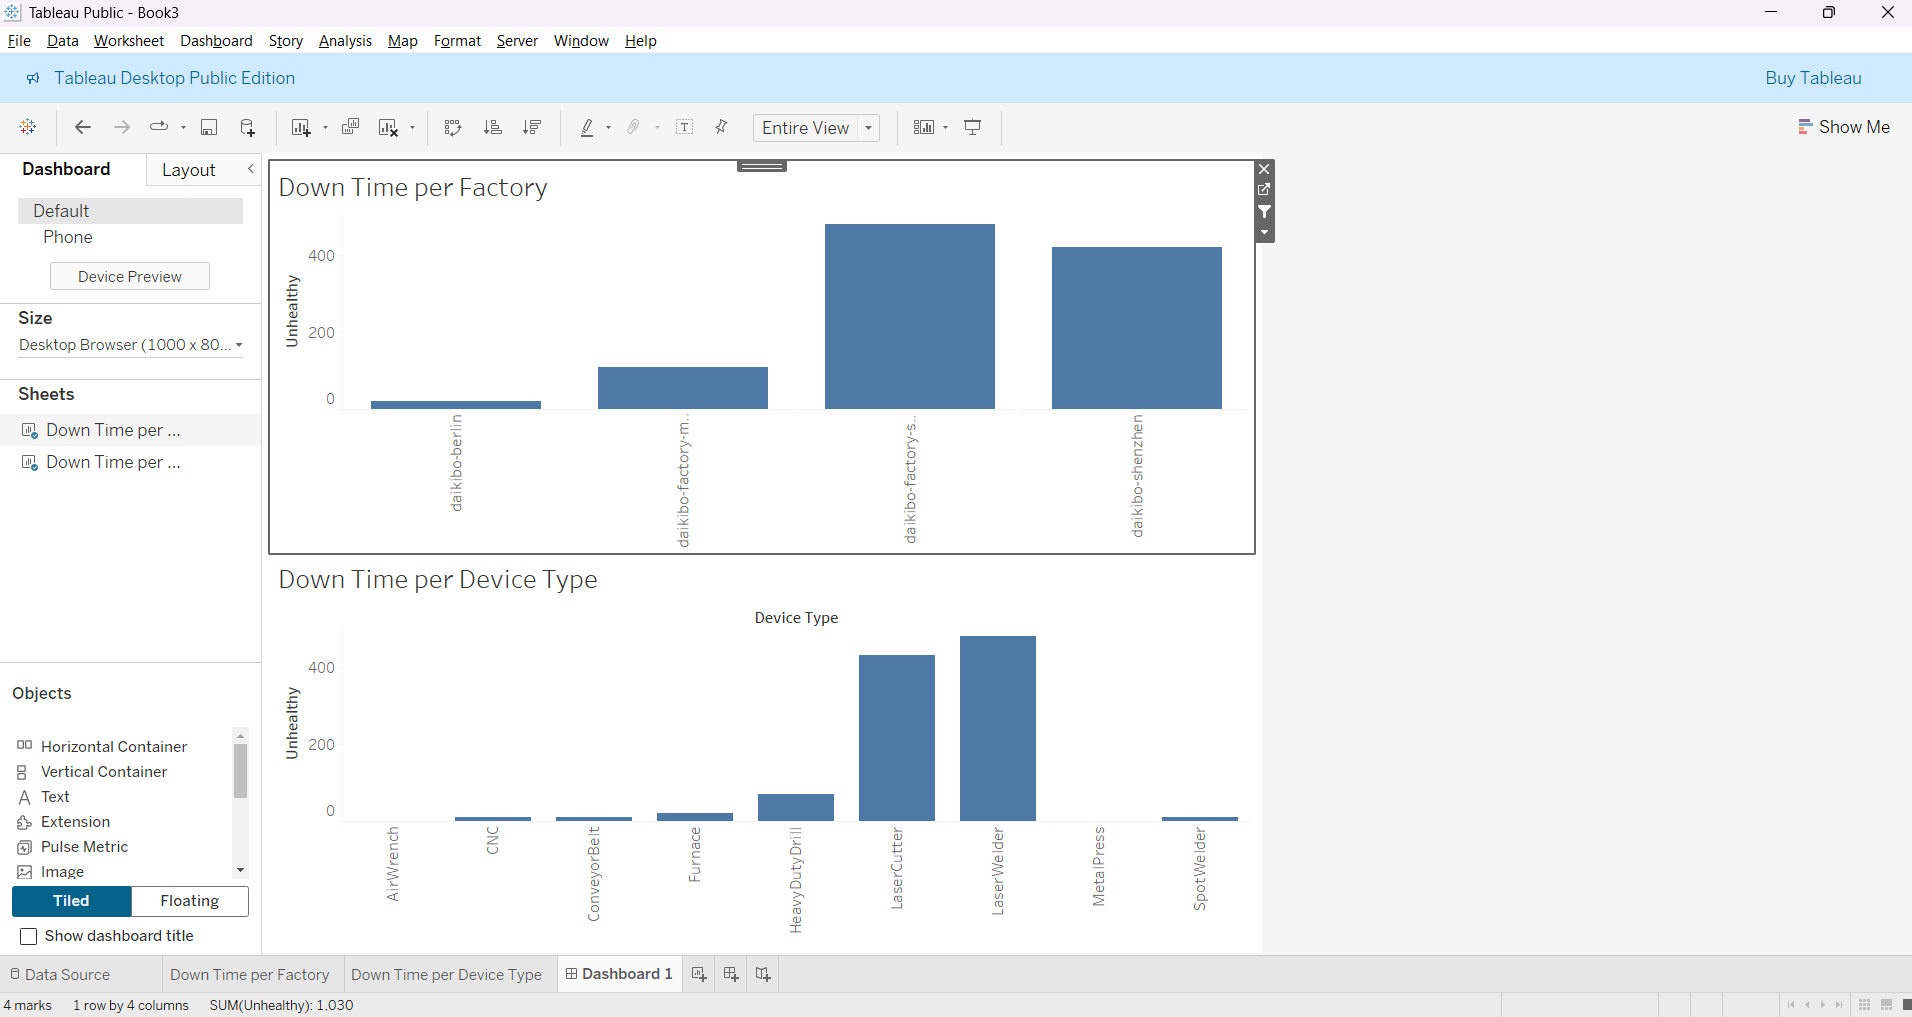 Tableau Public - Book3
File Data Worksheet Dashboard Story Analysis Map Format Server Window Help
Tableau Desktop Public Edition
Buy Tableau
Entire View
Show Me
Dashboard
Layout
Default
Phone
Device Preview
Size
Desktop Browser (1000 x 80...
Sheets
Down Time per ...
Down Time per ...
Objects
Horizontal Container
Vertical Container
Text
Extension
Pulse Metric
Image
Tiled
Floating
Show dashboard title
Down Time per Factory
Unhealthy
400
200
0
daikibo-berlin
daikibo-factory-m..
daikibo-factory-s..
daikibo-shenzhen
Down Time per Device Type
Device Type
Unhealthy
400
200
0
AirWrench
CNC
ConveyorBelt
Furnace
HeavyDutyDrill
LaserCutter
LaserWelder
MetalPress
SpotWelder
Data Source
Down Time per Factory
Down Time per Device Type
Dashboard 1
4 marks
1 row by 4 columns
SUM(Unhealthy): 1,030